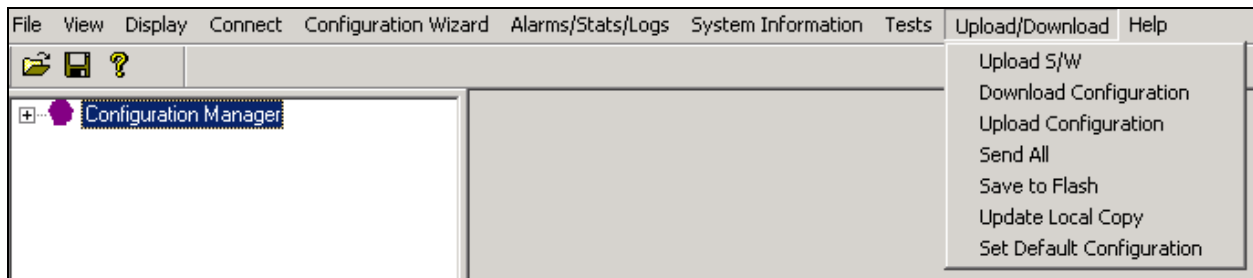 File View Display Connect Configuration Wizard Alarms/Stats/Logs System Information Tests Upload/Download Help
Upload S/W
Download Configuration
Configuration Manager
Upload Configuration
Send All
Save to Flash
Update Local Copy
Set Default Configuration